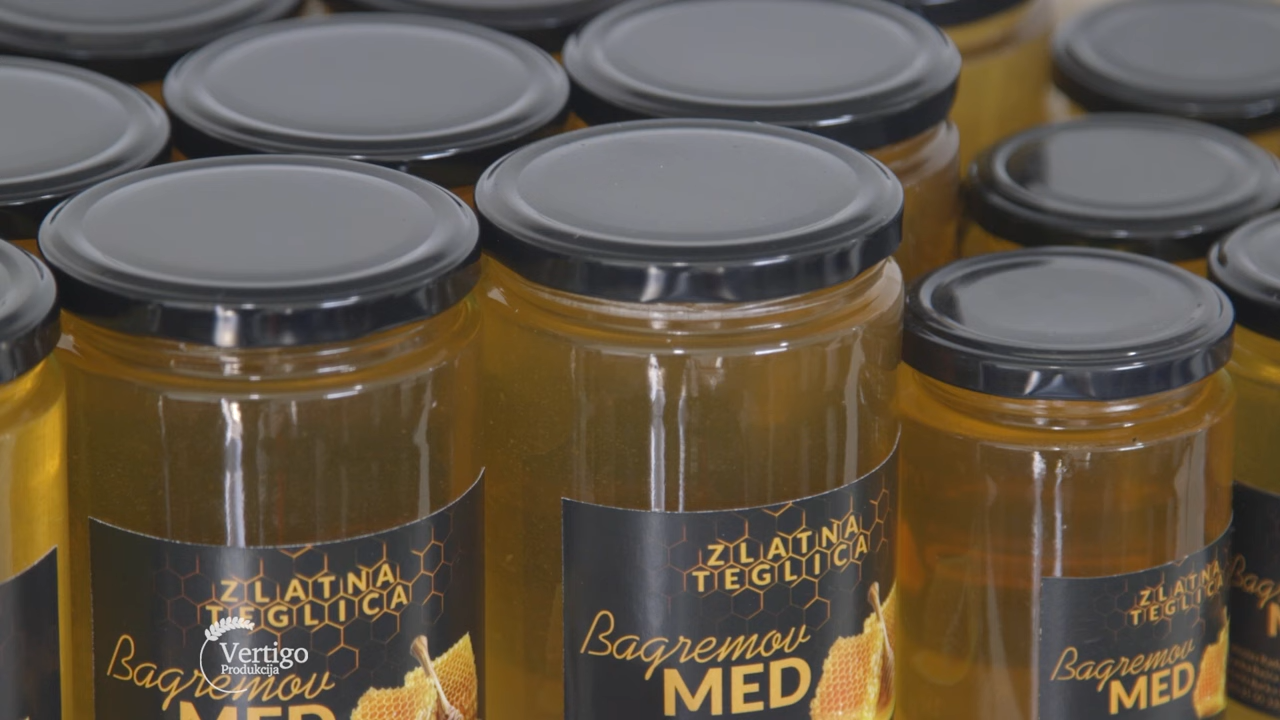 ZLATNA
TEGLICA
Bagremov
MED
Vertigo
Produkcija
ZLATNA
TEGLICA
Bagremov
MED
ZLATNA
TEGLICA
Bagremov
MED